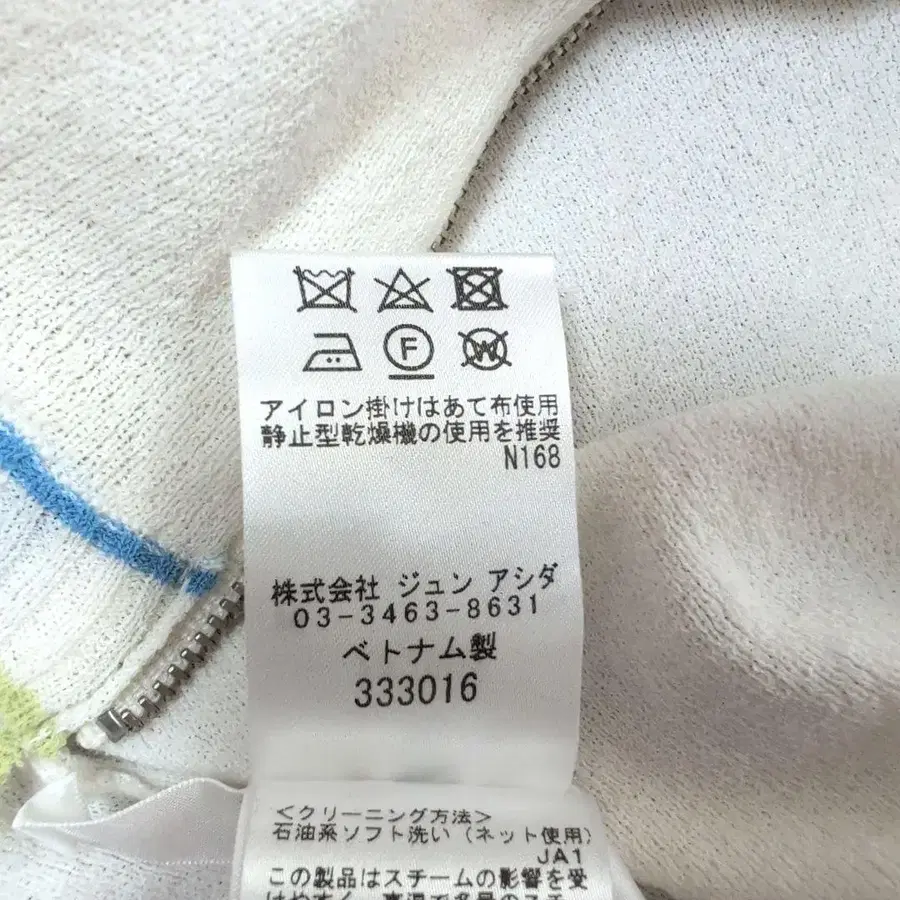 F W
アイロン掛けはあて布使用
静止型乾燥機の使用を推奨
N168
株式会社 ジュン アシダ
03-3463-8631
ベトナム製
333016
<クリーニング方法>
石油系ソフト洗い(ネット使用)
JA1
この製品はスチームの影響を受